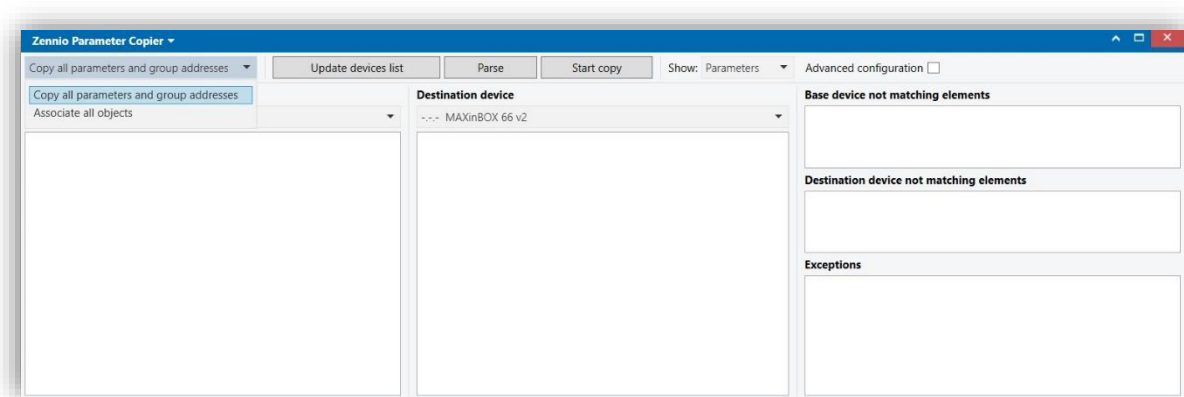 Zennio Parameter Copier
Copy all parameters and group addresses
Update devices list
Parse
Start copy
Show: Parameters
Advanced configuration
Copy all parameters and group addresses
Associate all objects
Destination device
-.-.- MAXinBOX 66 v2
Base device not matching elements
Destination device not matching elements
Exceptions